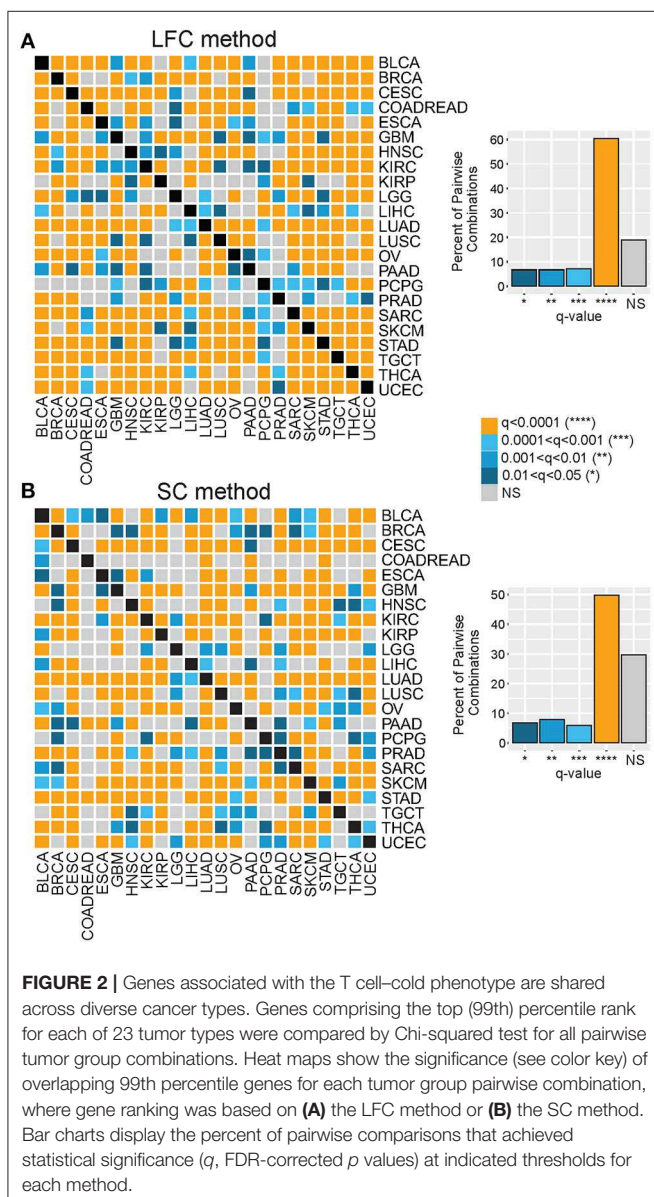 A
LFC method
BLCA
BRCA
CESC
COADREAD
ESCA
GBM
HNSC
KIRC
KIRP
LGG
LIHC
LUAD
LUSC
OV
PAAD
PCPG
PRAD
SARC
SKCM
STAD
TGCT
THCA
UCEC
BLCA
BRCA
CESC
COADREAD
ESCA
GBM
HNSC
KIRC
KIRP
LGG
LIHC
LUAD
LUSC
OV
PAAD
PCPG
PRAD
SARC
SKCM
STAD
TGCT
THCA
UCEC
Percent of Pairwise
Combinations
60
50
40
30
20
10
0
* ** *** **** NS
q-value
q<0.0001 (****)
0.0001<q<0.001 (***)
0.001<q<0.01 (**)
0.01<q<0.05 (*)
NS
B
SC method
BLCA
BRCA
CESC
COADREAD
ESCA
GBM
HNSC
KIRC
KIRP
LGG
LIHC
LUAD
LUSC
OV
PAAD
PCPG
PRAD
SARC
SKCM
STAD
TGCT
THCA
UCEC
BLCA
BRCA
CESC
COADREAD
ESCA
GBM
HNSC
KIRC
KIRP
LGG
LIHC
LUAD
LUSC
OV
PAAD
PCPG
PRAD
SARC
SKCM
STAD
TGCT
THCA
UCEC
Percent of Pairwise
Combinations
50
40
30
20
10
0
* ** *** **** NS
q-value
FIGURE 2 | Genes associated with the T cell–cold phenotype are shared
across diverse cancer types. Genes comprising the top (99th) percentile rank
for each of 23 tumor types were compared by Chi-squared test for all pairwise
tumor group combinations. Heat maps show the significance (see color key) of
overlapping 99th percentile genes for each tumor group pairwise combination,
where gene ranking was based on (A) the LFC method or (B) the SC method.
Bar charts display the percent of pairwise comparisons that achieved
statistical significance (q, FDR-corrected p values) at indicated thresholds for
each method.